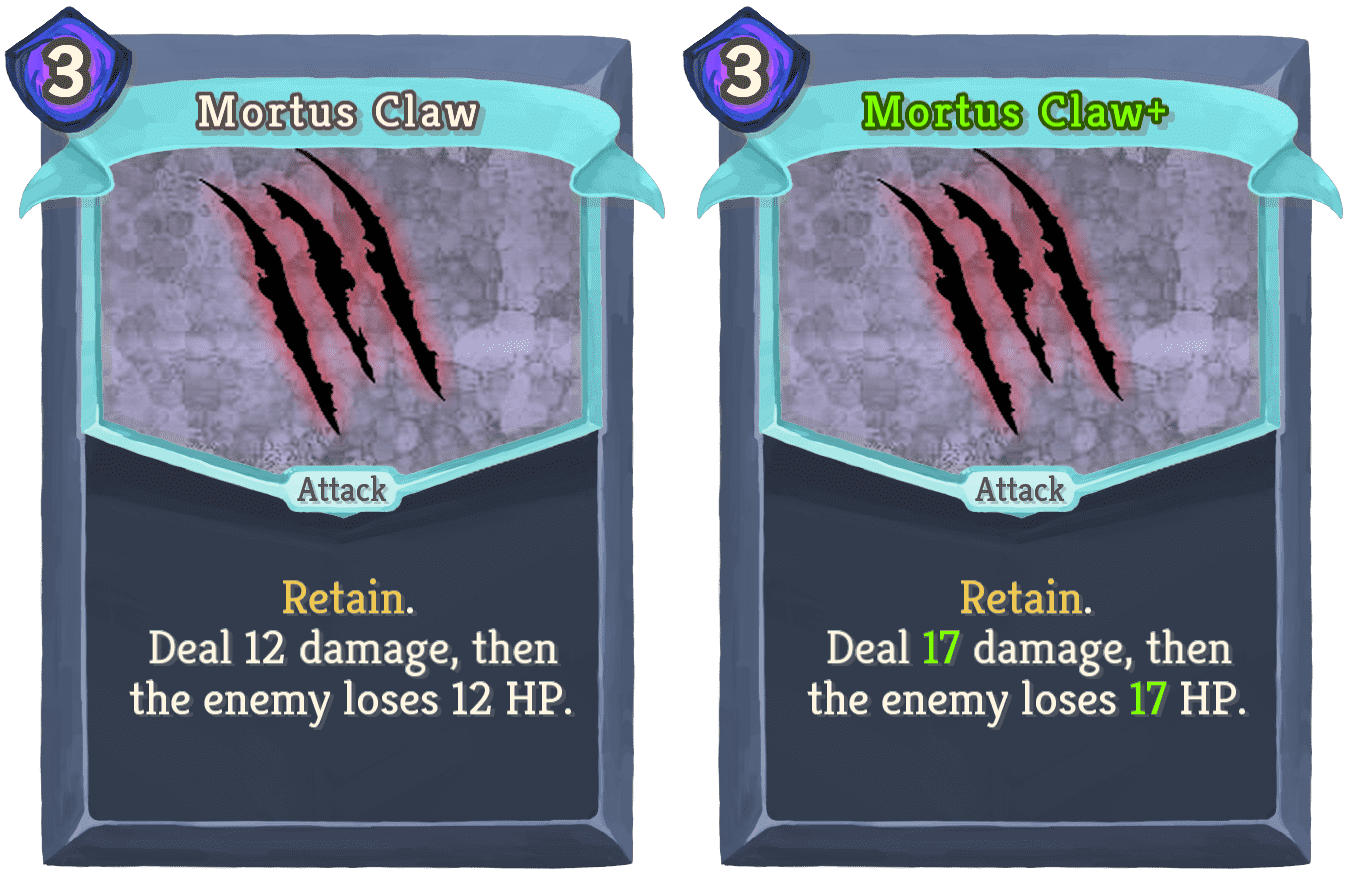 3
Mortus Claw
Attack
Retain.
Deal 12 damage, then
the enemy loses 12 HP.
3
Mortus Claw+
Attack
Retain.
Deal 17 damage, then
the enemy loses 17 HP.